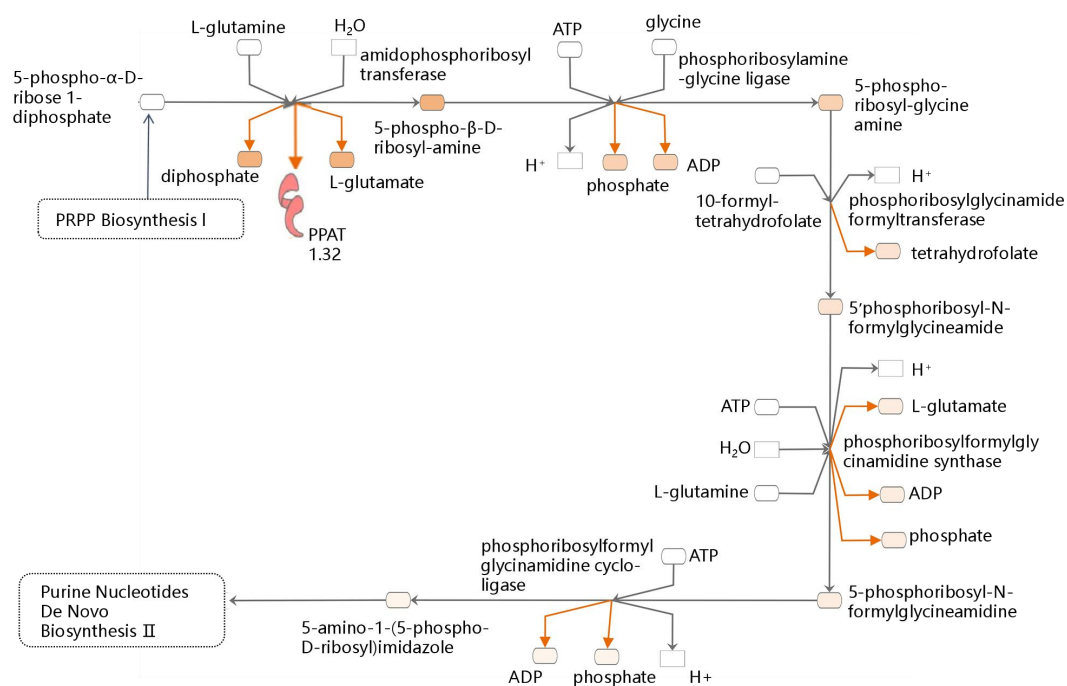 L-glutamine
H₂O
amidophosphoribosyl
transferase
ATP
glycine
phosphoribosylamine
-glycine ligase
5-phospho-α-D-
ribose 1-
diphosphate
5-phospho-β-D-
ribosyl-amine
5-phospho-
ribosyl-glycine
amine
diphosphate
L-glutamate
H⁺
phosphate
ADP
PRPP Biosynthesis I
PPAT
1.32
10-formyl-
tetrahydrofolate
H⁺
phosphoribosylglycinamide
formyltransferase
tetrahydrofolate
5'phosphoribosyl-N-
formylglycineamide
H⁺
ATP
L-glutamate
H₂O
phosphoribosylformylgly
cinamidine synthase
L-glutamine
ADP
phosphate
phosphoribosylformyl
glycinamidine cyclo-
ligase
ATP
Purine Nucleotides
De Novo
Biosynthesis Ⅱ
5-amino-1-(5-phospho-
D-ribosyl)imidazole
5-phosphoribosyl-N-
formylglycineamidine
ADP
phosphate
H+